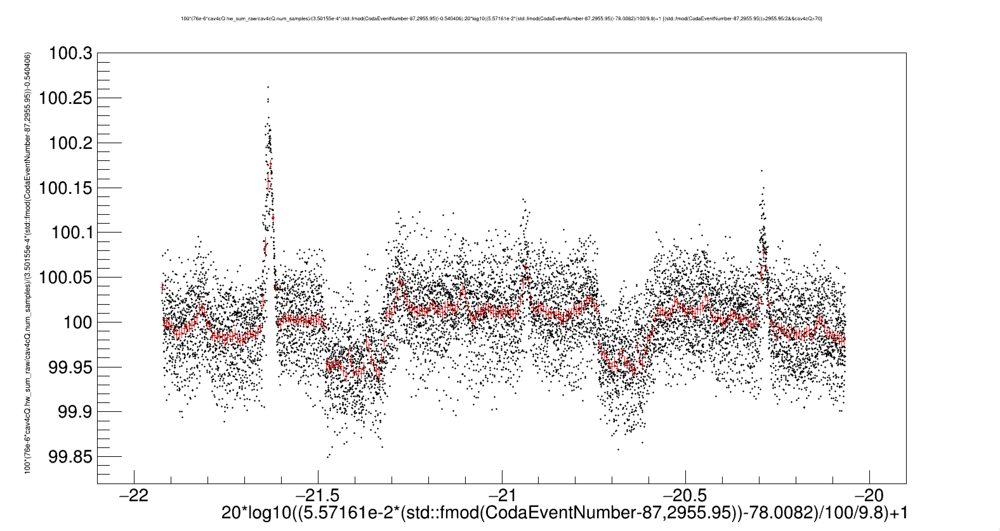 100*(76e-6*cav4cQ.hw_sum_raw/cav4cQ.num_samples)/(3.50155e-4*(std::fmod(CodaEventNumber-87,2955.95))-0.540406):20*log10((5.57161e-2*(std::fmod(CodaEventNumber-87,2955.95))-78.0082)/100/9.8)+1 {(std::fmod(CodaEventNumber-87,2955.95))>2955.95/2&&cav4cQ>70}
100*(76e-6*cav4cQ.hw_sum_raw/cav4cQ.num_samples)/(3.50155e-4*(std::fmod(CodaEventNumber-87,2955.95))-0.540406)
100.3
100.25
100.2
100.15
100.1
100.05
100
99.95
99.9
99.85
−22 −21.5 −21 −20.5 −20
20*log10((5.57161e-2*(std::fmod(CodaEventNumber-87,2955.95))-78.0082)/100/9.8)+1